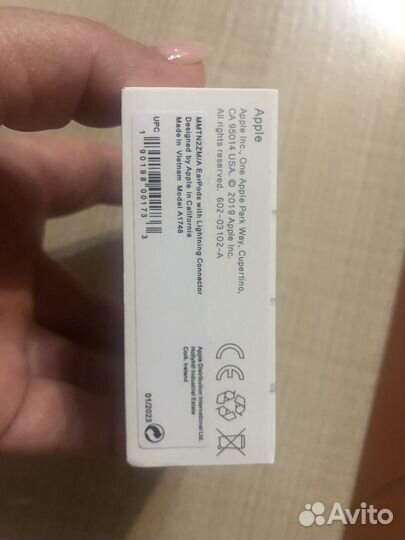 Apple
Apple Inc., One Apple Park Way, Cupertino,
CA 95014 USA. © 2019 Apple Inc.
All rights reserved. 602-03102-A
MMTN2ZM/A EarPods with Lightning Connector
Designed by Apple in California
Made in Vietnam Model A1748
UPC
1 90198 00173 3
Apple Distribution International Ltd.
Hollyhill Industrial Estate
Cork, Ireland
01/2023
CE
Avito